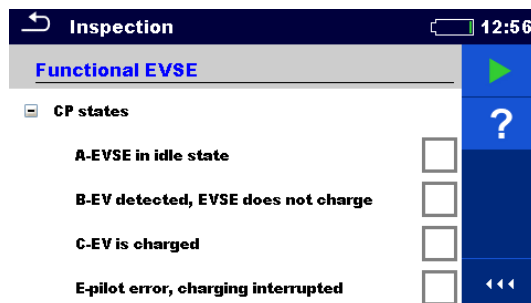 Inspection 12:56
Functional EVSE
CP states
?
A-EVSE in idle state
B-EV detected, EVSE does not charge
C-EV is charged
E-pilot error, charging interrupted